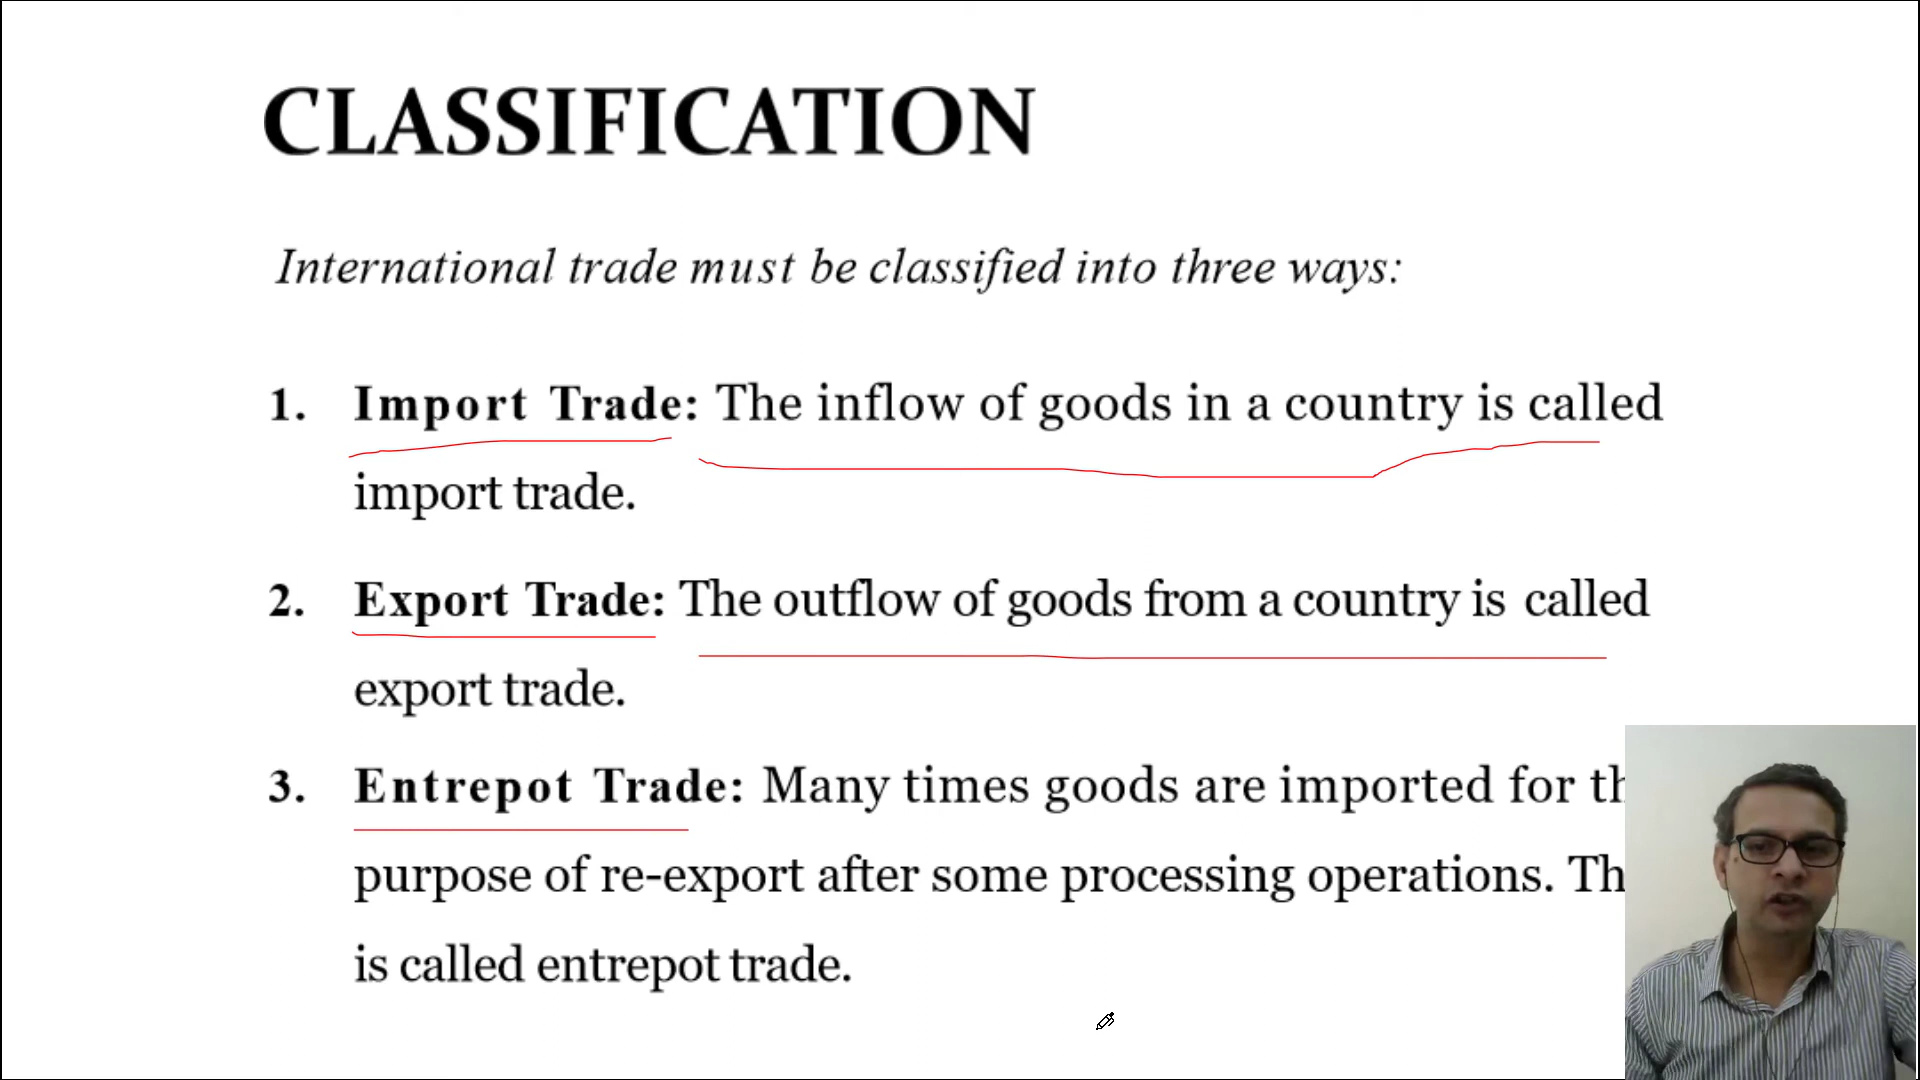 CLASSIFICATION
International trade must be classified into three ways:
1. Import Trade: The inflow of goods in a country is called
import trade.
2. Export Trade: The outflow of goods from a country is called
export trade.
3. Entrepot Trade: Many times goods are imported for
purpose of re-export after some processing operations.
is called entrepot trade.